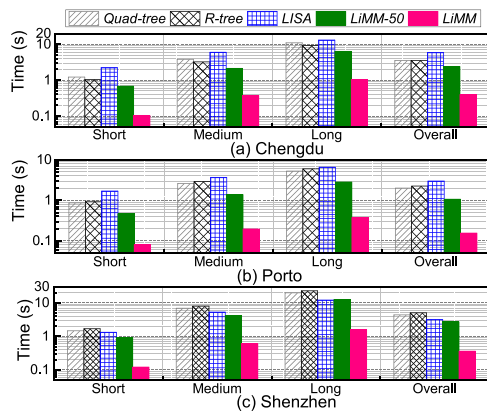 Quad-tree R-tree LISA LiMM-50 LiMM
Time (s)
20
10
1
0.1
Short Medium Long Overall
(a) Chengdu
Time (s)
10
1
0.1
Short Medium Long Overall
(b) Porto
Time (s)
30
10
1
0.1
Short Medium Long Overall
(c) Shenzhen